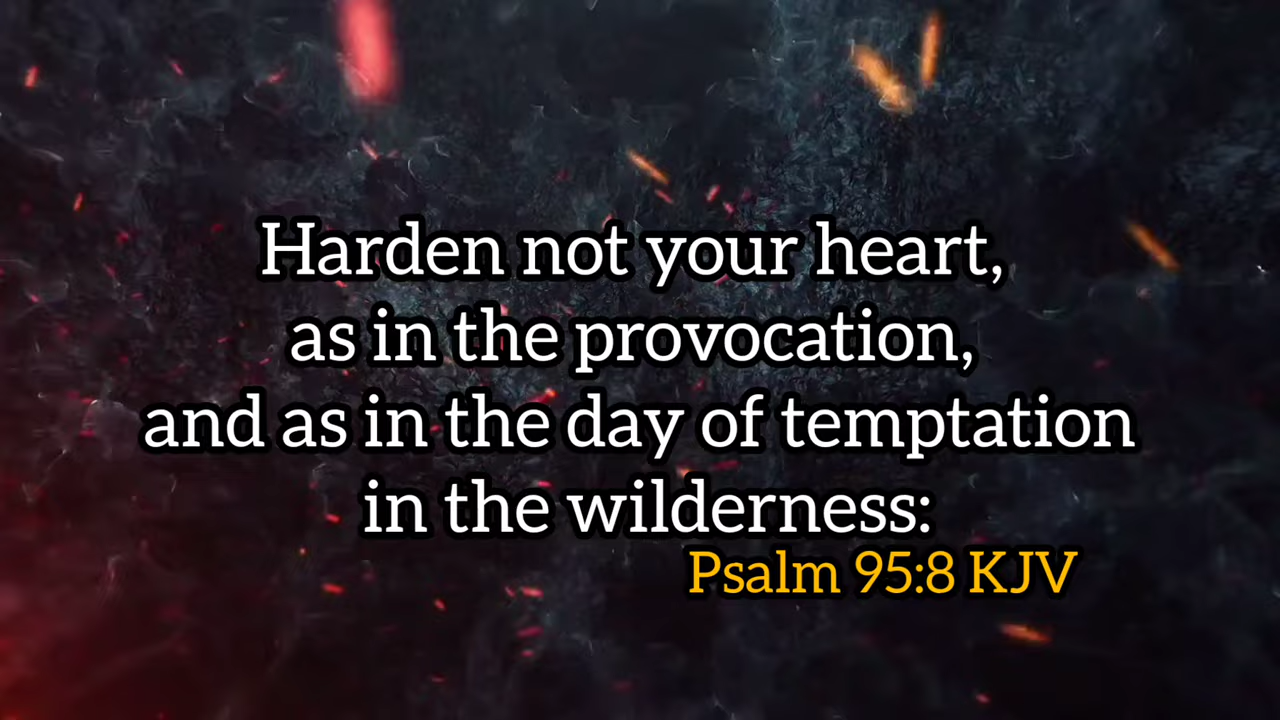 Harden not your heart,
as in the provocation,
and as in the day of temptation
in the wilderness:
Psalm 95:8 KJV